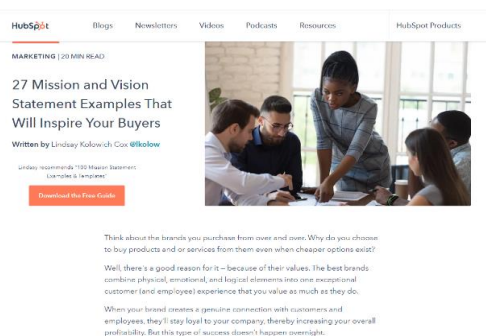 HubSpot
Blogs
Newsletters
Videos
Podcasts
Resources
HubSpot Products
MARKETING | 20 MIN READ
27 Mission and Vision
Statement Examples That
Will Inspire Your Buyers
Written by Lindsay Kolowich Cox @lkolow
Lindsay recommends "100 Mission Statement
Examples & Templates"
Download the Free Guide
Think about the brands you purchase from over and over. Why do you choose
to buy products and or services from them even when cheaper options exist?
Well, there's a good reason for it – because of their values. The best brands
combine physical, emotional, and logical elements into one exceptional
customer (and employee) experience that you value as much as they do.
When your brand creates a genuine connection with customers and
employees, they'll stay loyal to your company, thereby increasing your overall
profitability. But this type of success doesn't happen overnight.